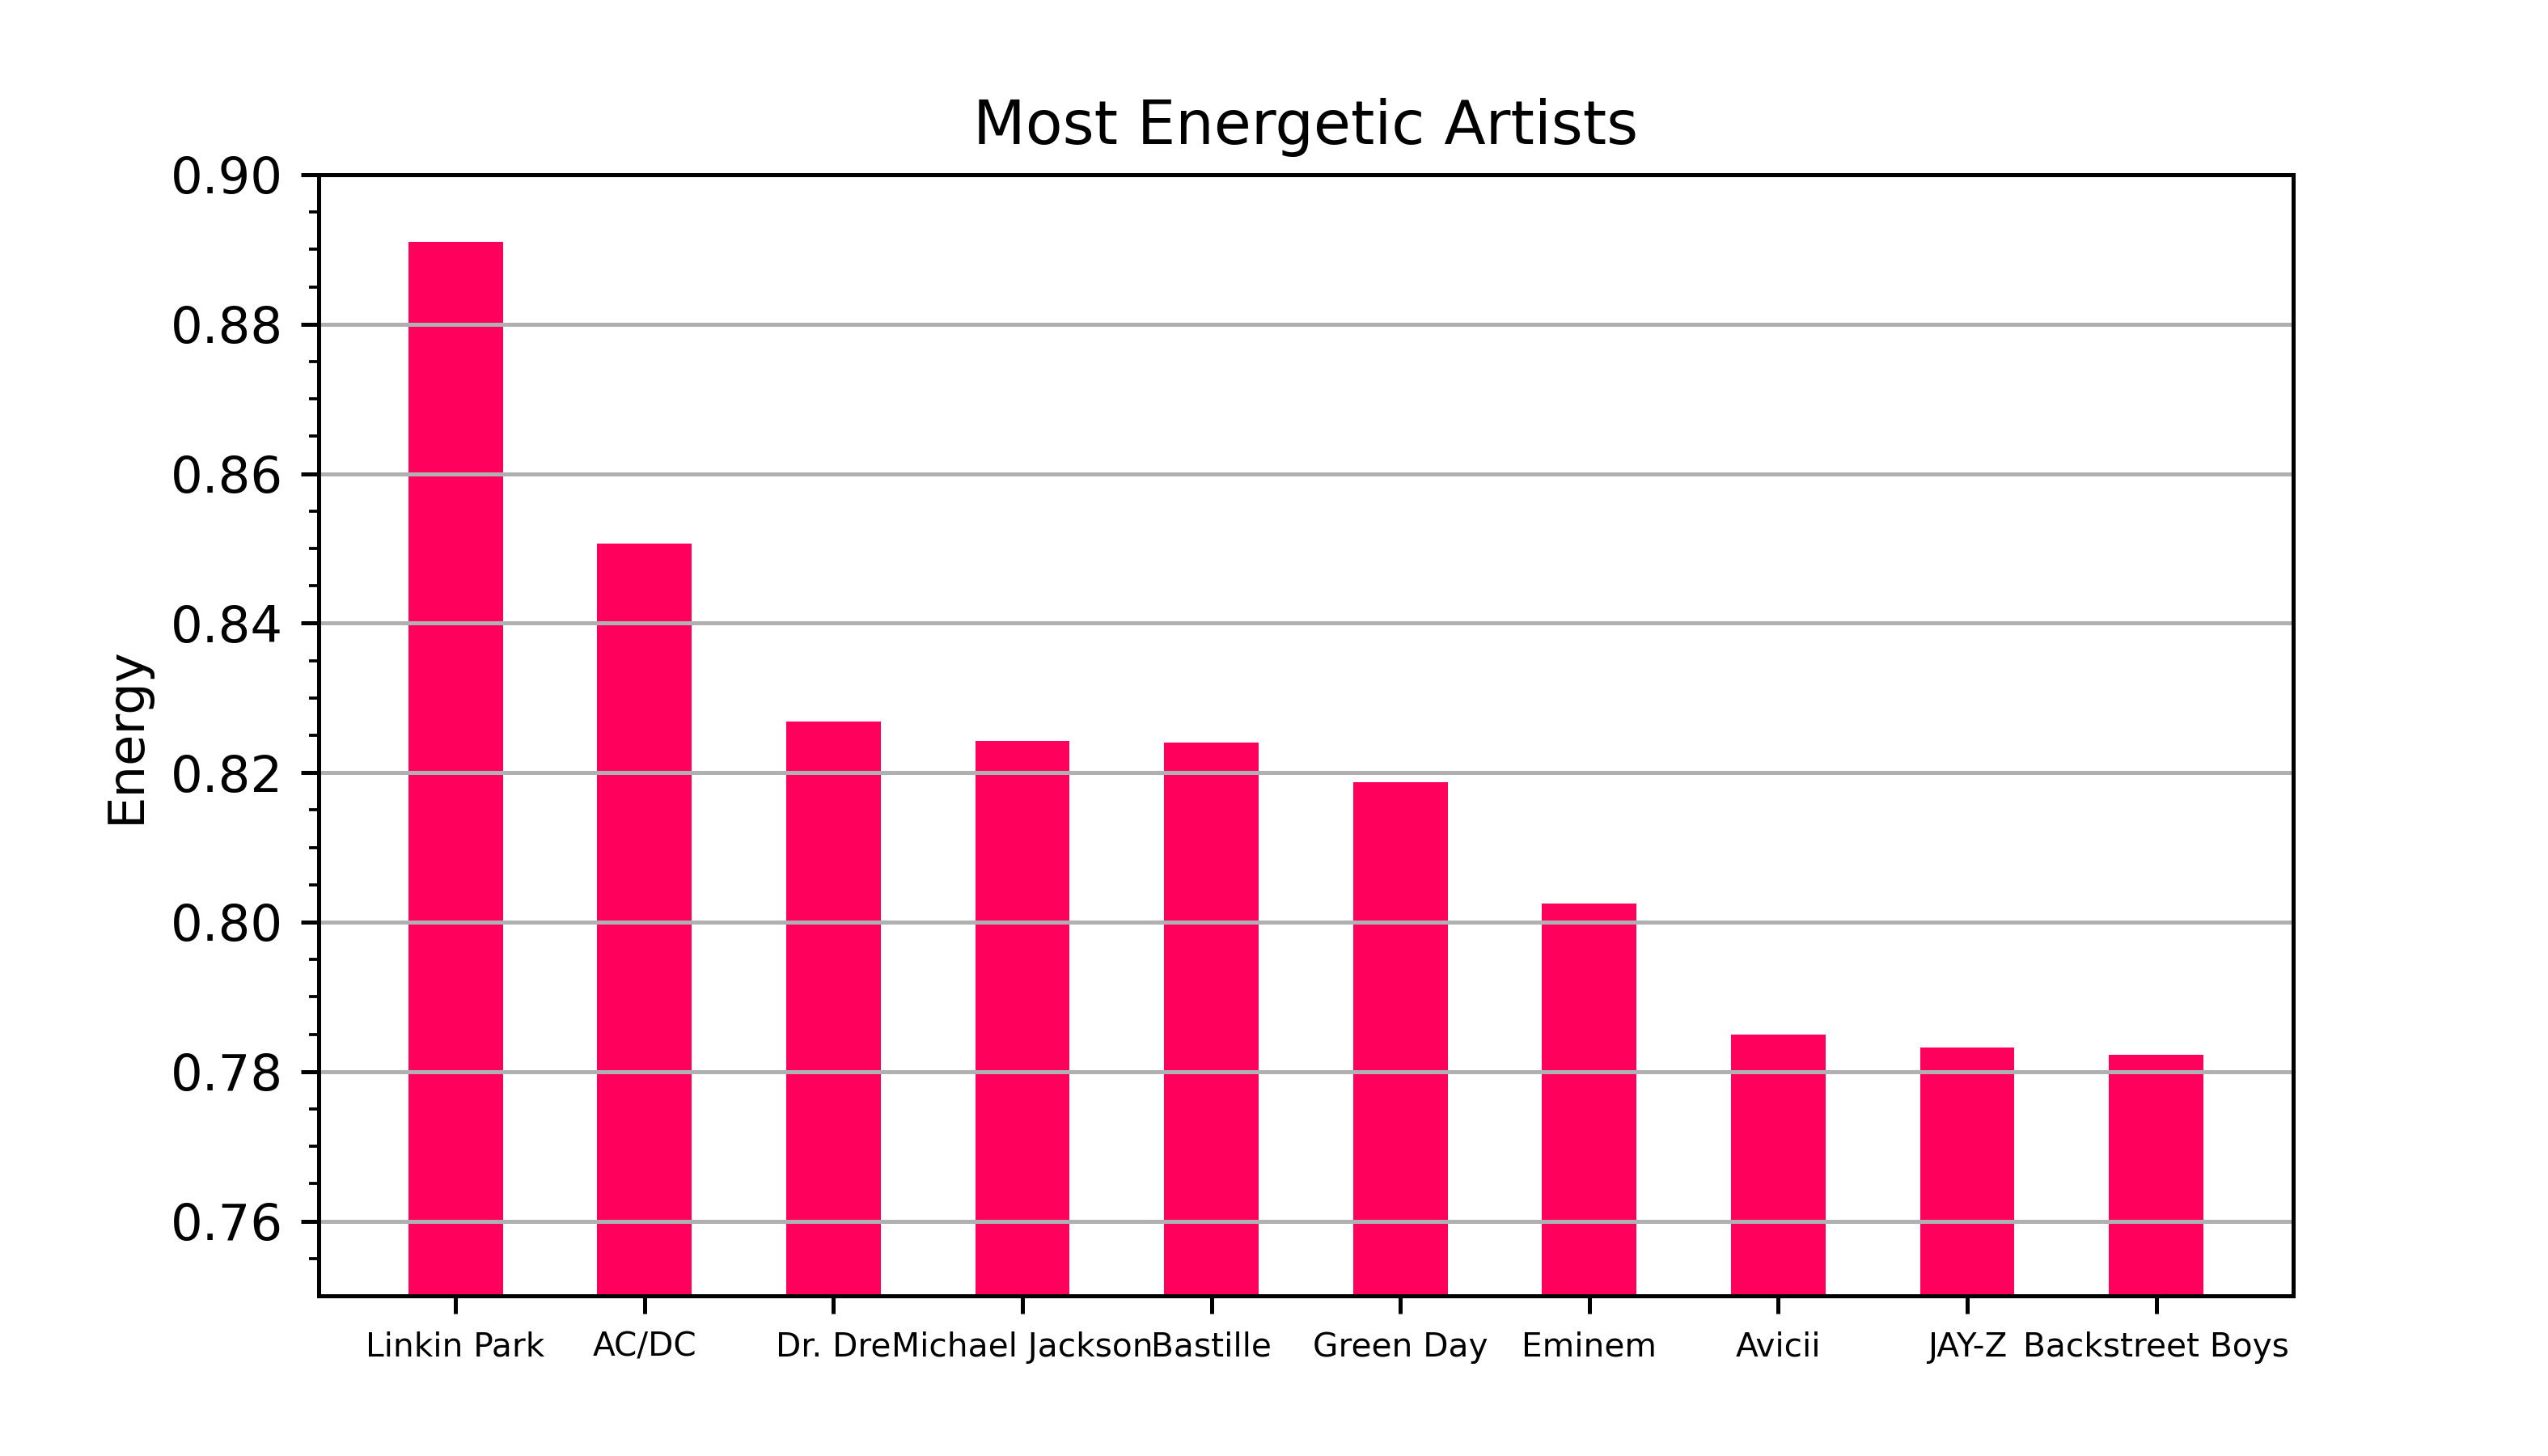 Most Energetic Artists
0.90
0.88
0.86
0.84
0.82
0.80
0.78
0.76
Energy
Linkin Park AC/DC Dr. Dre Michael Jackson Bastille Green Day Eminem Avicii JAY-Z Backstreet Boys